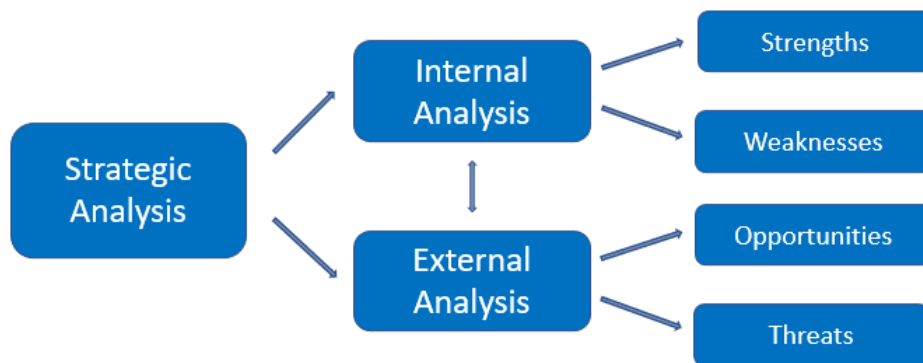 Strategic
Analysis
Internal
Analysis
External
Analysis
Strengths
Weaknesses
Opportunities
Threats